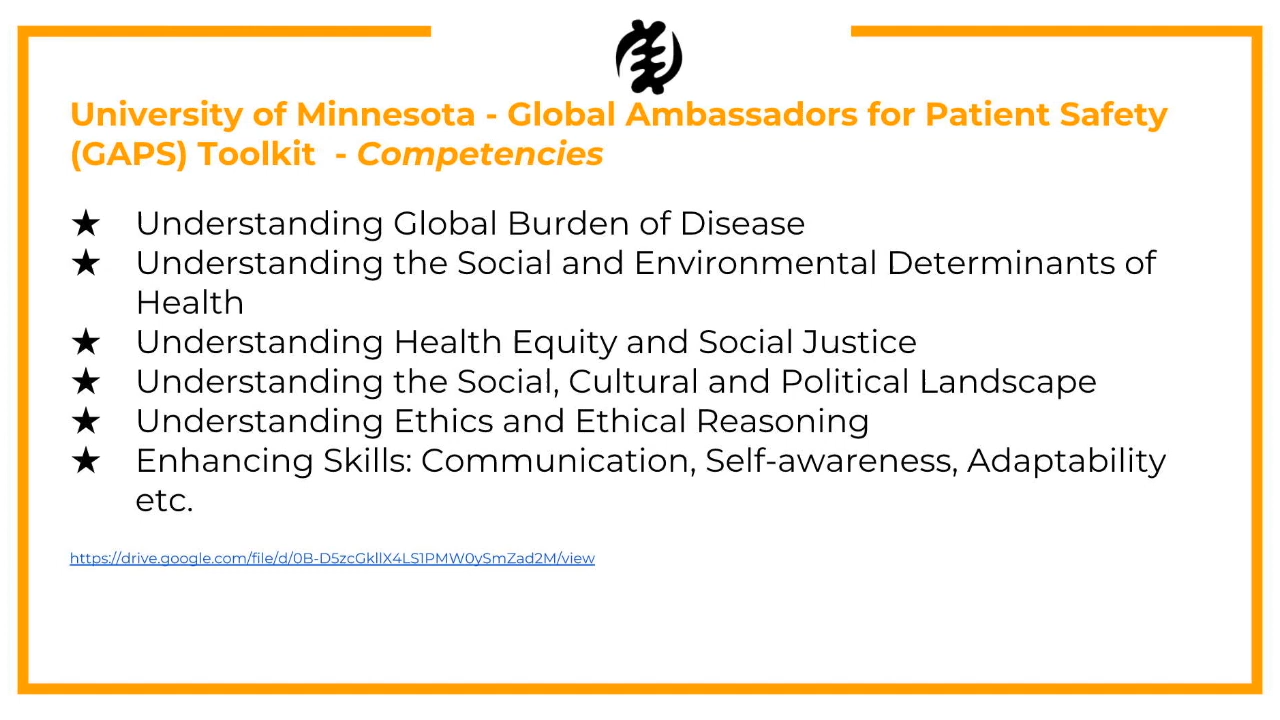 University of Minnesota - Global Ambassadors for Patient Safety
(GAPS) Toolkit - Competencies
★ Understanding Global Burden of Disease
★ Understanding the Social and Environmental Determinants of
Health
★ Understanding Health Equity and Social Justice
★ Understanding the Social, Cultural and Political Landscape
★ Understanding Ethics and Ethical Reasoning
★ Enhancing Skills: Communication, Self-awareness, Adaptability
etc.
https://drive.google.com/file/d/0B-D5zcGkllX4LS1PMW0ySmZad2M/view